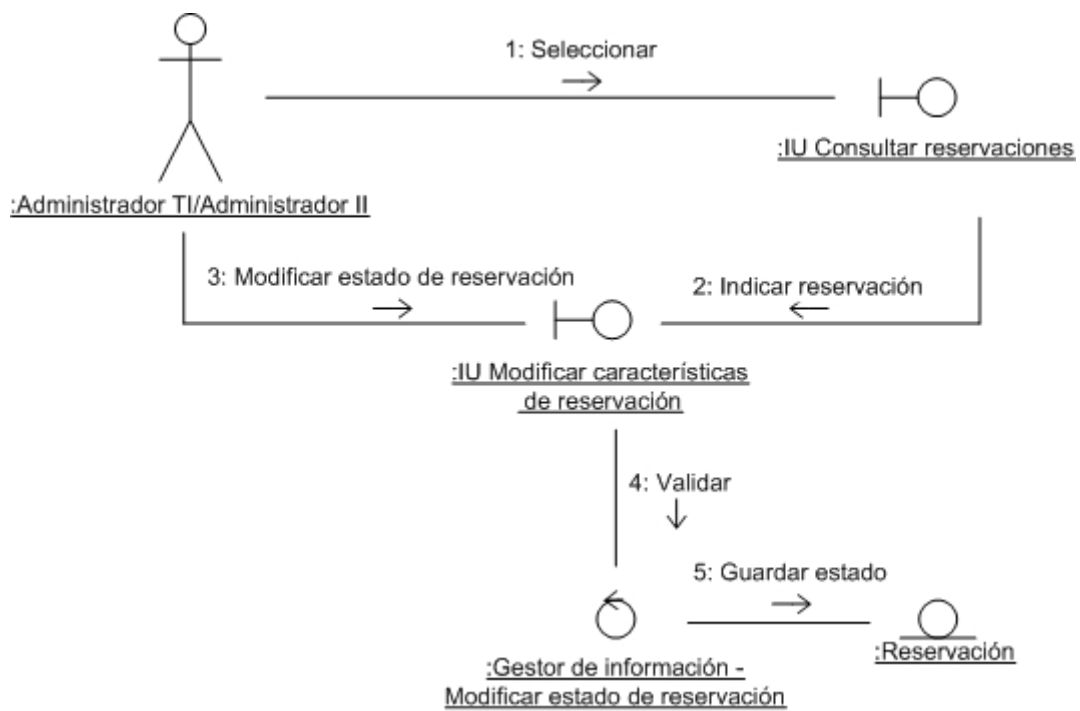 1: Seleccionar
:IU Consultar reservaciones
:Administrador TI/Administrador II
3: Modificar estado de reservación
2: Indicar reservación
:IU Modificar características
de reservación
4: Validar
5: Guardar estado
:Reservación
:Gestor de información -
Modificar estado de reservación